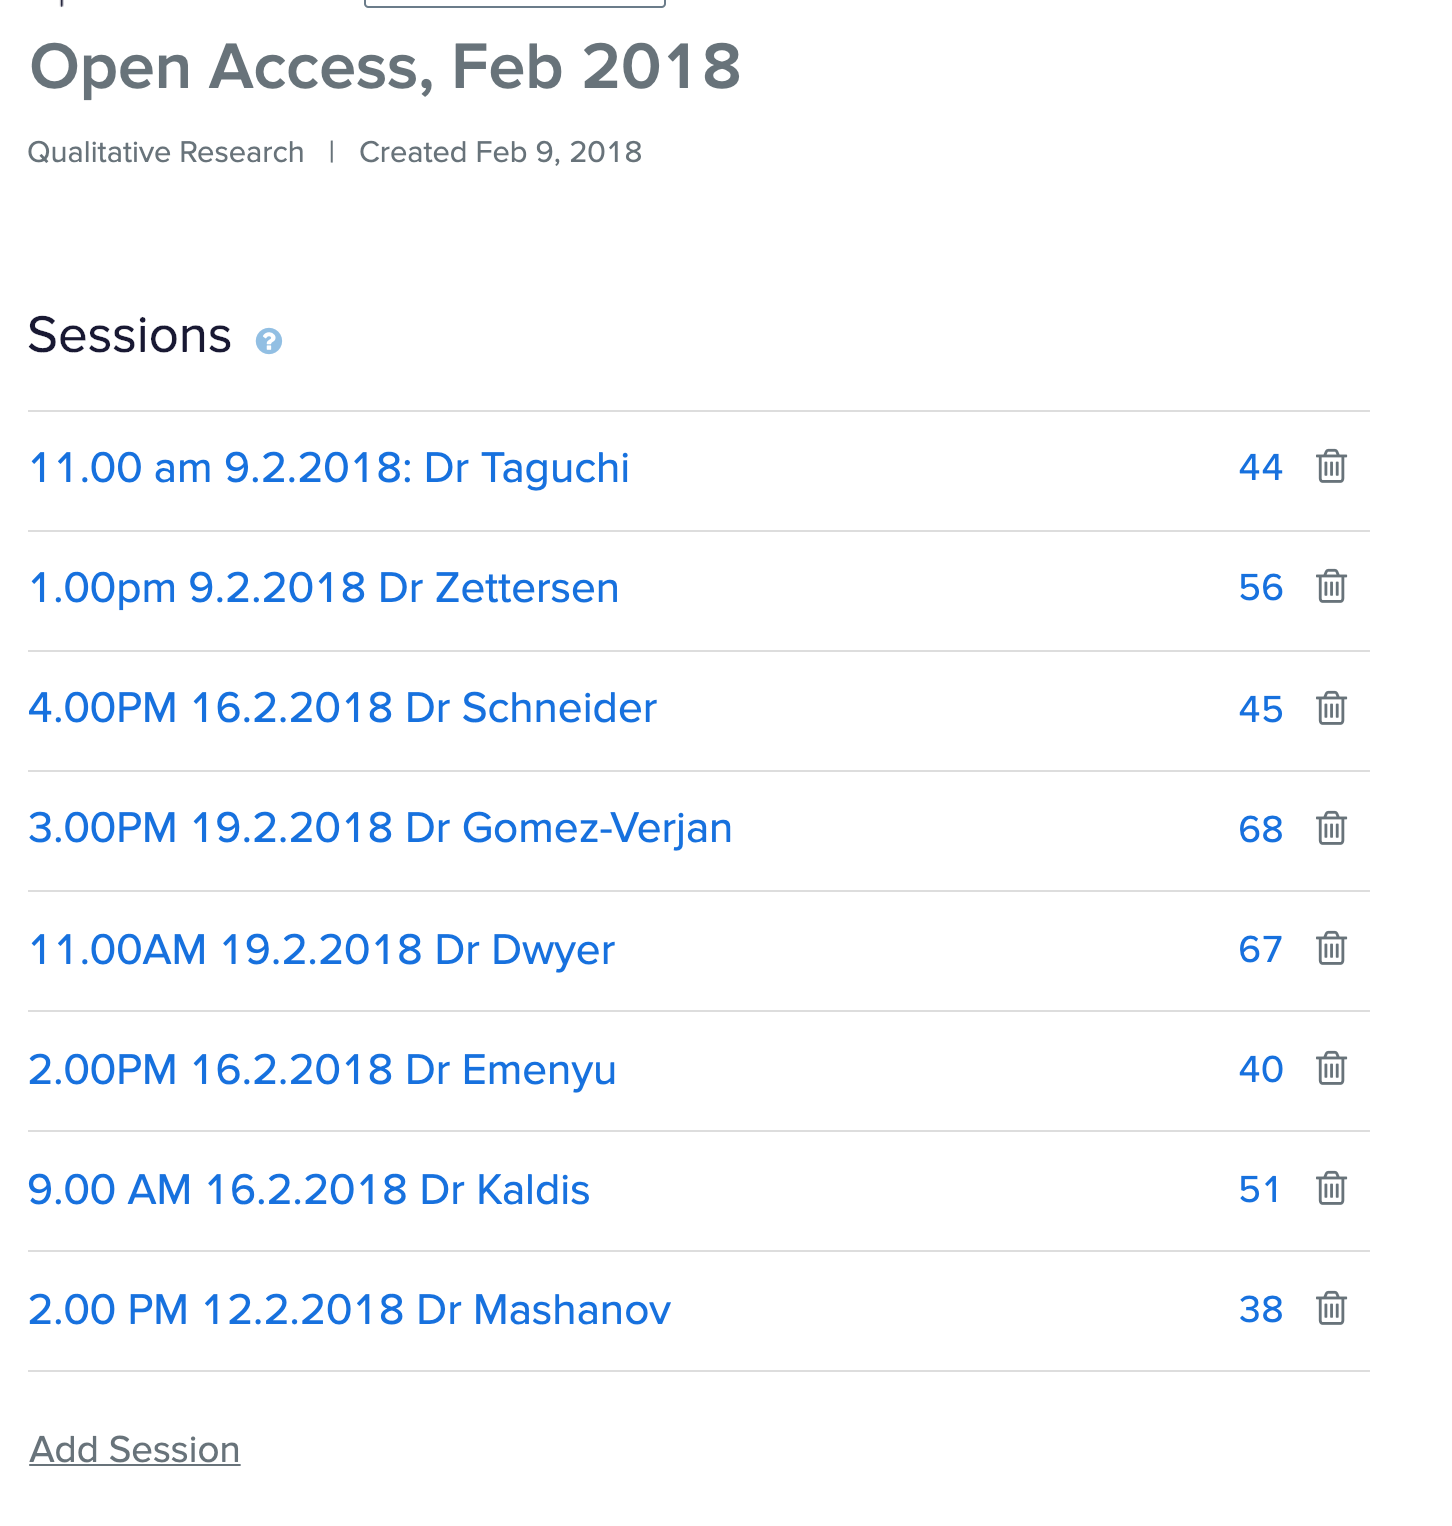 Open Access, Feb 2018
Qualitative Research | Created Feb 9, 2018
Sessions ?
11.00 am 9.2.2018: Dr Taguchi 44
1.00pm 9.2.2018 Dr Zettersen 56
4.00PM 16.2.2018 Dr Schneider 45
3.00PM 19.2.2018 Dr Gomez-Verjan 68
11.00AM 19.2.2018 Dr Dwyer 67
2.00PM 16.2.2018 Dr Emenyu 40
9.00 AM 16.2.2018 Dr Kaldis 51
2.00 PM 12.2.2018 Dr Mashanov 38
Add Session